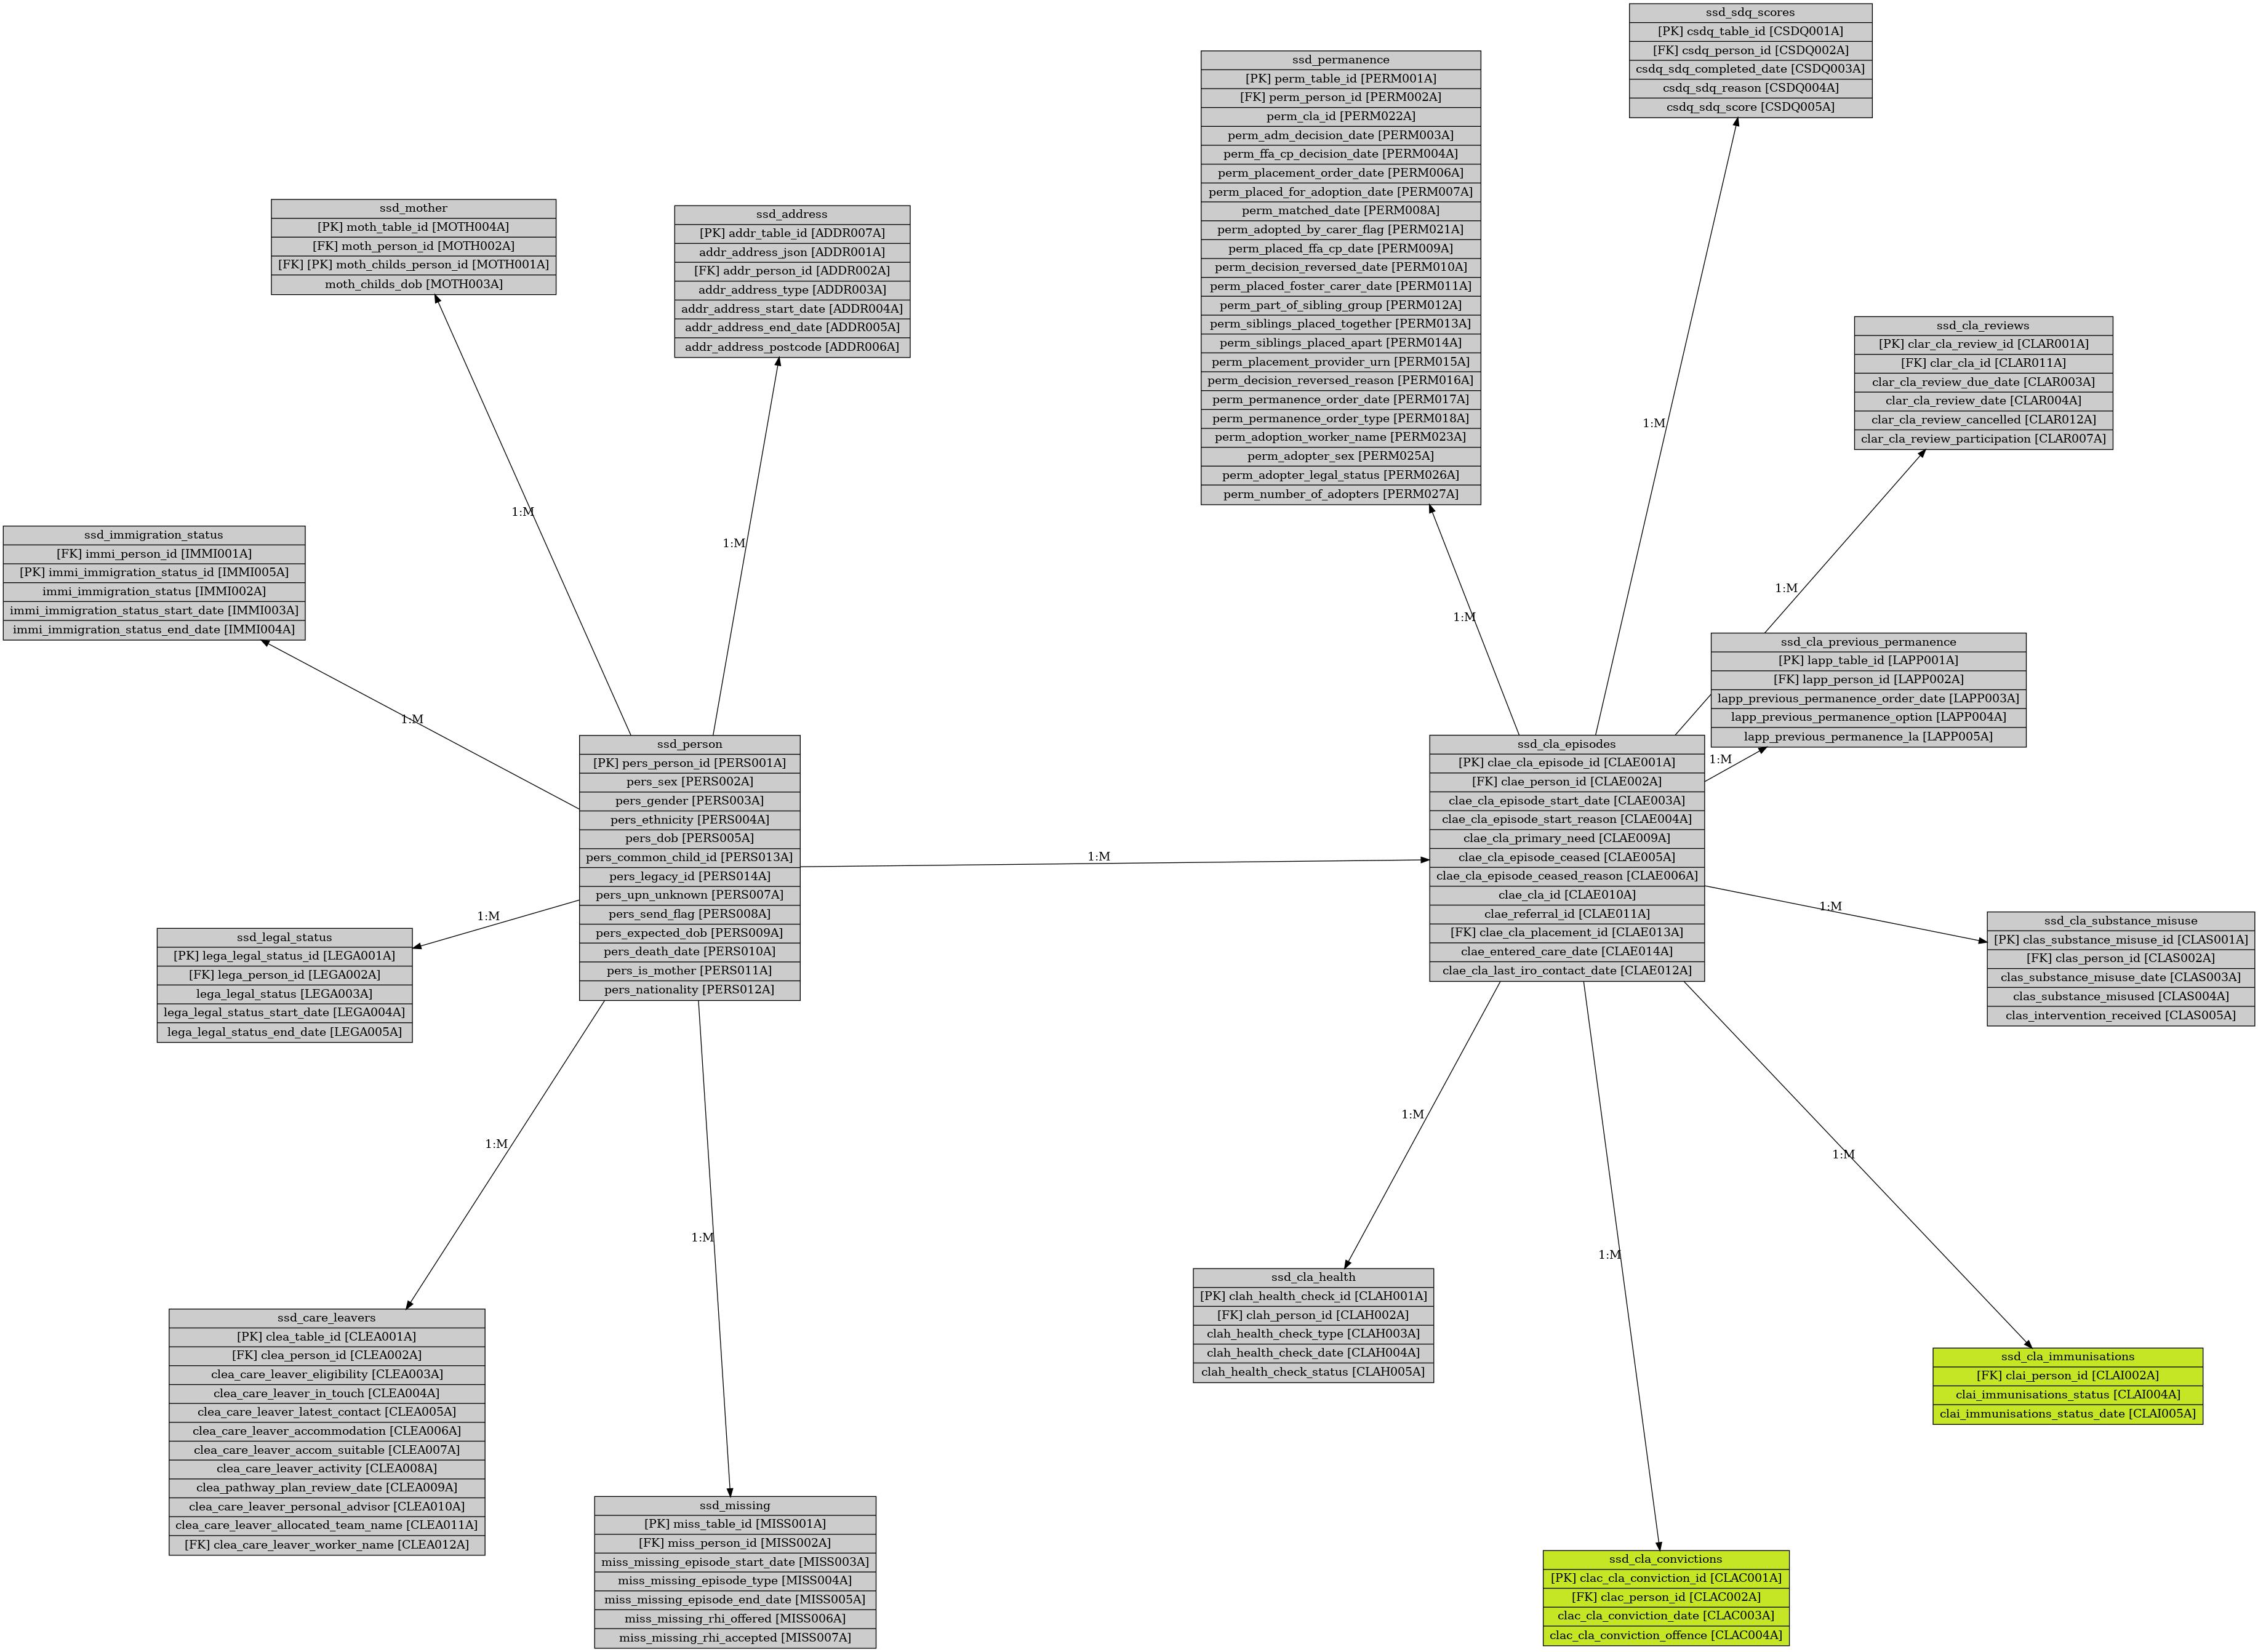 ssd_sdq_scores
[PK] csdq_table_id [CSDQ001A]
[FK] csdq_person_id [CSDQ002A]
csdq_sdq_completed_date [CSDQ003A]
csdq_sdq_reason [CSDQ004A]
csdq_sdq_score [CSDQ005A]
ssd_permanence
[PK] perm_table_id [PERM001A]
[FK] perm_person_id [PERM002A]
perm_cla_id [PERM022A]
perm_adm_decision_date [PERM003A]
perm_ffa_cp_decision_date [PERM004A]
perm_placement_order_date [PERM006A]
perm_placed_for_adoption_date [PERM007A]
perm_matched_date [PERM008A]
perm_adopted_by_carer_flag [PERM021A]
perm_placed_ffa_cp_date [PERM009A]
perm_decision_reversed_date [PERM010A]
perm_placed_foster_carer_date [PERM011A]
perm_part_of_sibling_group [PERM012A]
perm_siblings_placed_together [PERM013A]
perm_siblings_placed_apart [PERM014A]
perm_placement_provider_urn [PERM015A]
perm_decision_reversed_reason [PERM016A]
perm_permanence_order_date [PERM017A]
perm_permanence_order_type [PERM018A]
perm_adoption_worker_name [PERM023A]
perm_adopter_sex [PERM025A]
perm_adopter_legal_status [PERM026A]
perm_number_of_adopters [PERM027A]
ssd_mother
[PK] moth_table_id [MOTH004A]
[FK] moth_person_id [MOTH002A]
[FK] [PK] moth_childs_person_id [MOTH001A]
moth_childs_dob [MOTH003A]
ssd_address
[PK] addr_table_id [ADDR007A]
addr_address_json [ADDR001A]
[FK] addr_person_id [ADDR002A]
addr_address_type [ADDR003A]
addr_address_start_date [ADDR004A]
addr_address_end_date [ADDR005A]
addr_address_postcode [ADDR006A]
ssd_cla_reviews
[PK] clar_cla_review_id [CLAR001A]
[FK] clar_cla_id [CLAR011A]
clar_cla_review_due_date [CLAR003A]
clar_cla_review_date [CLAR004A]
clar_cla_review_cancelled [CLAR012A]
clar_cla_review_participation [CLAR007A]
1:M
1:M
1:M
1:M
1:M
ssd_immigration_status
[FK] immi_person_id [IMMI001A]
[PK] immi_immigration_status_id [IMMI005A]
immi_immigration_status [IMMI002A]
immi_immigration_status_start_date [IMMI003A]
immi_immigration_status_end_date [IMMI004A]
ssd_cla_previous_permanence
[PK] lapp_table_id [LAPP001A]
[FK] lapp_person_id [LAPP002A]
lapp_previous_permanence_order_date [LAPP003A]
lapp_previous_permanence_option [LAPP004A]
lapp_previous_permanence_la [LAPP005A]
1:M
1:M
ssd_person
[PK] pers_person_id [PERS001A]
pers_sex [PERS002A]
pers_gender [PERS003A]
pers_ethnicity [PERS004A]
pers_dob [PERS005A]
pers_common_child_id [PERS013A]
pers_legacy_id [PERS014A]
pers_upn_unknown [PERS007A]
pers_send_flag [PERS008A]
pers_expected_dob [PERS009A]
pers_death_date [PERS010A]
pers_is_mother [PERS011A]
pers_nationality [PERS012A]
1:M
ssd_cla_episodes
[PK] clae_cla_episode_id [CLAE001A]
[FK] clae_person_id [CLAE002A]
clae_cla_episode_start_date [CLAE003A]
clae_cla_episode_start_reason [CLAE004A]
clae_cla_primary_need [CLAE009A]
clae_cla_episode_ceased [CLAE005A]
clae_cla_episode_ceased_reason [CLAE006A]
clae_cla_id [CLAE010A]
clae_referral_id [CLAE011A]
[FK] clae_cla_placement_id [CLAE013A]
clae_entered_care_date [CLAE014A]
clae_cla_last_iro_contact_date [CLAE012A]
1:M
1:M
ssd_legal_status
[PK] lega_legal_status_id [LEGA001A]
[FK] lega_person_id [LEGA002A]
lega_legal_status [LEGA003A]
lega_legal_status_start_date [LEGA004A]
lega_legal_status_end_date [LEGA005A]
ssd_cla_substance_misuse
[PK] clas_substance_misuse_id [CLAS001A]
[FK] clas_person_id [CLAS002A]
clas_substance_misuse_date [CLAS003A]
clas_substance_misused [CLAS004A]
clas_intervention_received [CLAS005A]
1:M
1:M
1:M
1:M
1:M
ssd_cla_health
[PK] clah_health_check_id [CLAH001A]
[FK] clah_person_id [CLAH002A]
clah_health_check_type [CLAH003A]
clah_health_check_date [CLAH004A]
clah_health_check_status [CLAH005A]
ssd_care_leavers
[PK] clea_table_id [CLEA001A]
[FK] clea_person_id [CLEA002A]
clea_care_leaver_eligibility [CLEA003A]
clea_care_leaver_in_touch [CLEA004A]
clea_care_leaver_latest_contact [CLEA005A]
clea_care_leaver_accommodation [CLEA006A]
clea_care_leaver_accom_suitable [CLEA007A]
clea_care_leaver_activity [CLEA008A]
clea_pathway_plan_review_date [CLEA009A]
clea_care_leaver_personal_advisor [CLEA010A]
clea_care_leaver_allocated_team_name [CLEA011A]
[FK] clea_care_leaver_worker_name [CLEA012A]
ssd_cla_immunisations
[FK] clai_person_id [CLAI002A]
clai_immunisations_status [CLAI004A]
clai_immunisations_status_date [CLAI005A]
ssd_missing
[PK] miss_table_id [MISS001A]
[FK] miss_person_id [MISS002A]
miss_missing_episode_start_date [MISS003A]
miss_missing_episode_type [MISS004A]
miss_missing_episode_end_date [MISS005A]
miss_missing_rhi_offered [MISS006A]
miss_missing_rhi_accepted [MISS007A]
ssd_cla_convictions
[PK] clac_cla_conviction_id [CLAC001A]
[FK] clac_person_id [CLAC002A]
clac_cla_conviction_date [CLAC003A]
clac_cla_conviction_offence [CLAC004A]